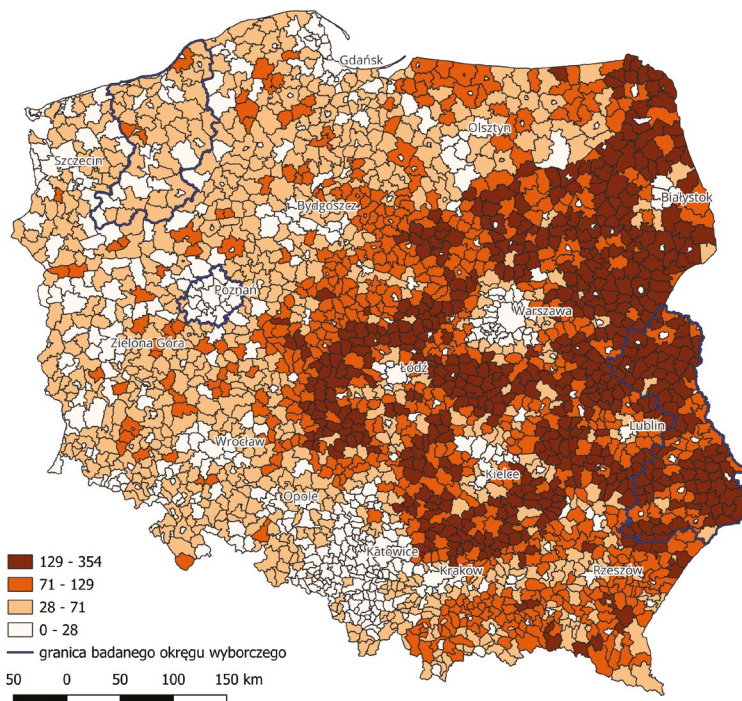 Gdańsk
Olsztyn
Szczecin
Białystok
Bydgoszcz
Poznań
Warszawa
Zielona Góra
Łódź
Lublin
Wrocław
Kielce
Opole
Katowice
Kraków
Rzeszów
129 - 354
71 - 129
28 - 71
0 - 28
granica badanego okręgu wyborczego
50 0 50 100 150 km